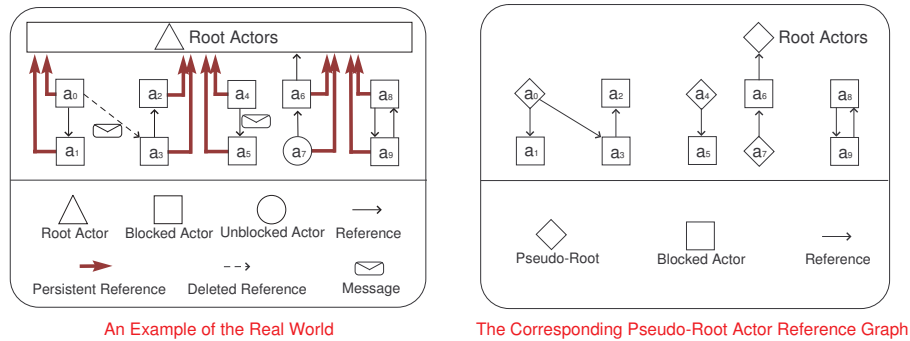 Root Actors
a0 a2 a4 a6 a8
a1 a3 a5 a7 a9
Root Actor Blocked Actor Unblocked Actor Reference
Persistent Reference Deleted Reference Message
An Example of the Real World
Root Actors
a0 a2 a4 a6 a8
a1 a3 a5 a7 a9
Pseudo-Root Blocked Actor Reference
The Corresponding Pseudo-Root Actor Reference Graph